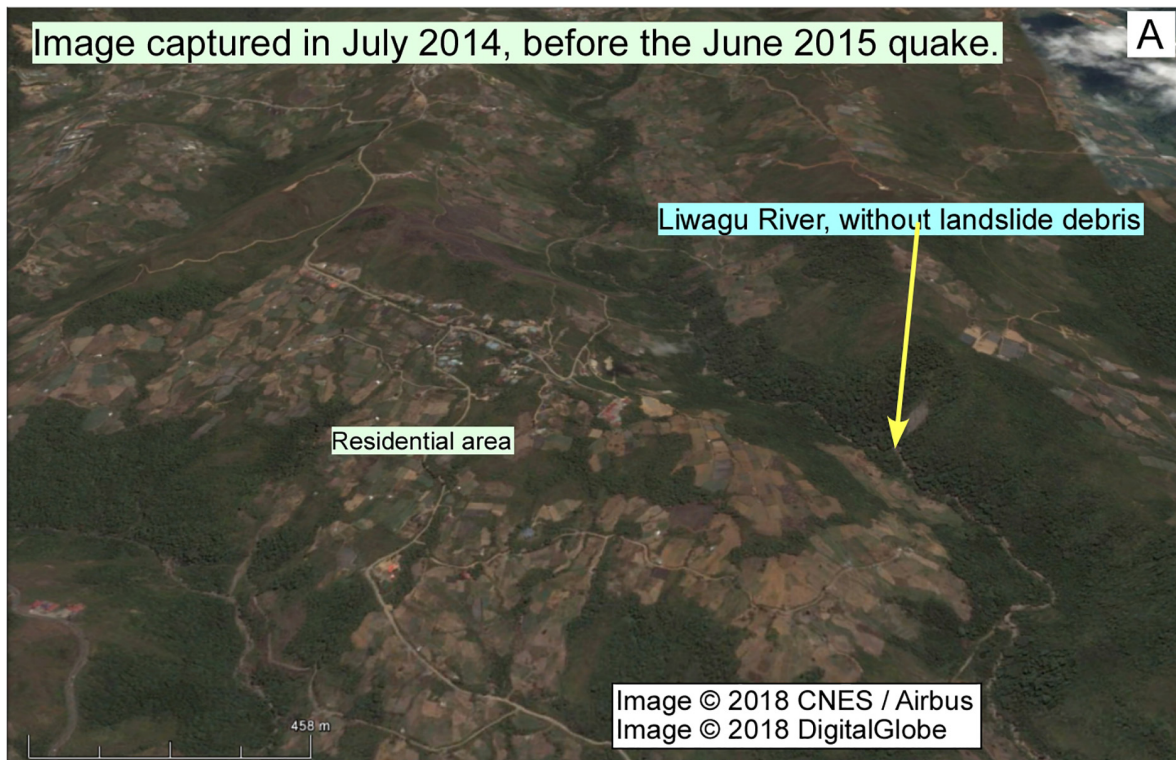 Image captured in July 2014, before the June 2015 quake.
A
Liwagu River, without landslide debris
Residential area
458 m
Image © 2018 CNES / Airbus
Image © 2018 DigitalGlobe